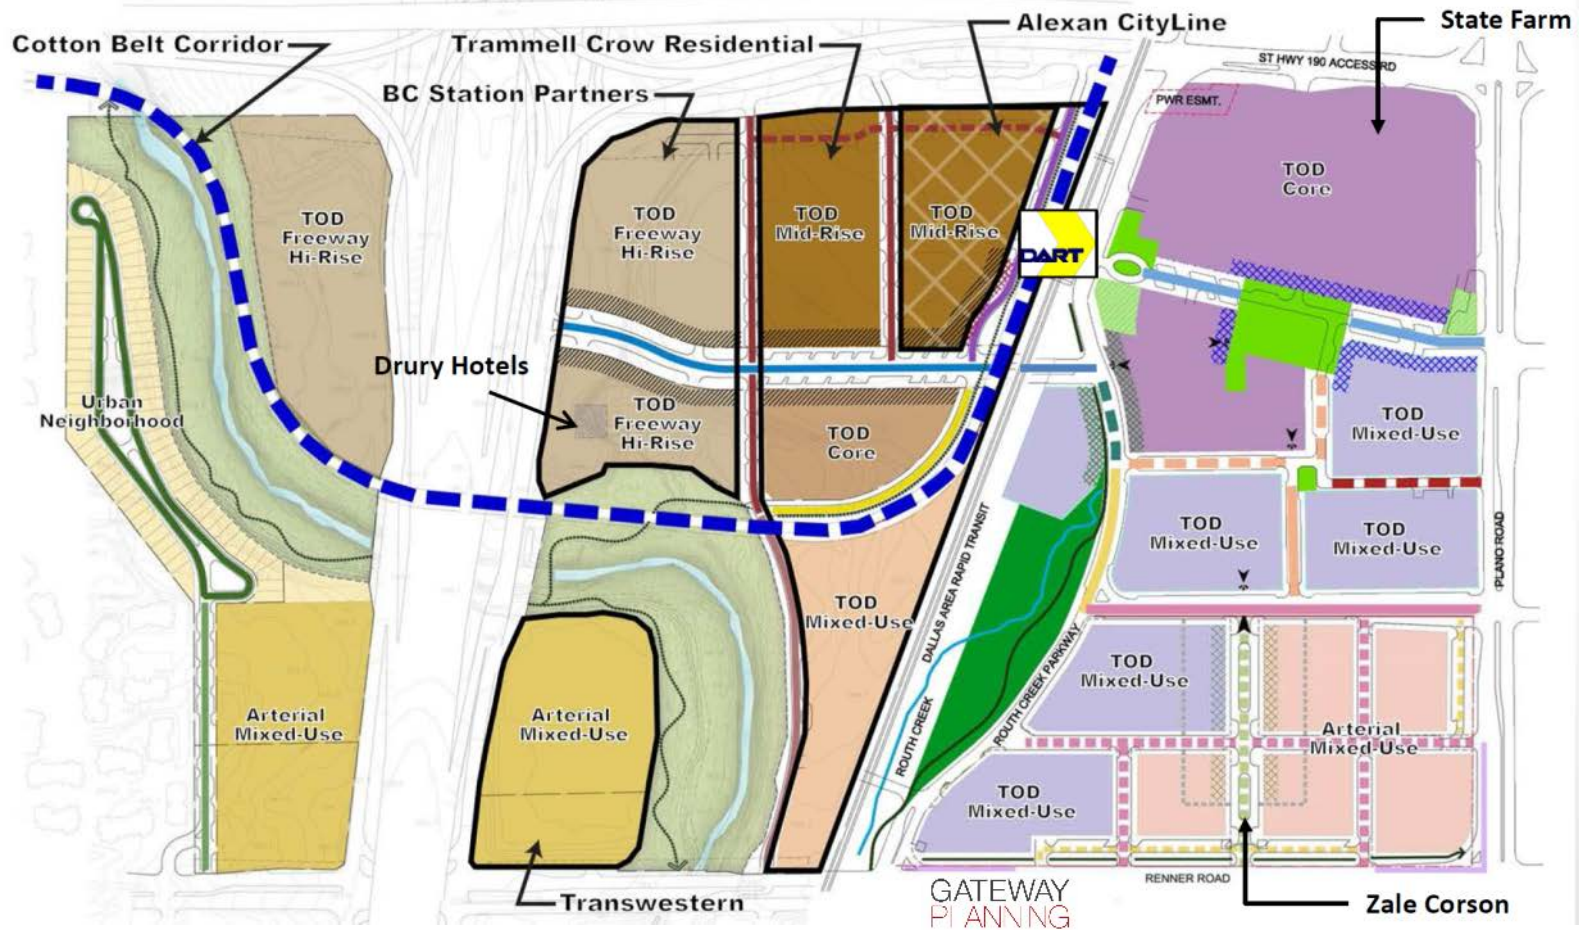 State Farm
Alexan CityLine
Cotton Belt Corridor
Trammell Crow Residential
ST HWY 190 ACCESS RD
BC Station Partners
PWR ESMT.
TOD
Core
TOD
Freeway
Hi-Rise
TOD
Freeway
Hi-Rise
TOD
Mid-Rise
TOD
Mid-Rise
DART
Drury Hotels
Urban
Neighborhood
TOD
Freeway
Hi-Rise
TOD
Core
TOD
Mixed-Use
TOD
Mixed-Use
TOD
Mixed-Use
PLANO ROAD
DALLAS AREA RAPID TRANSIT
TOD
Mixed-Use
ROUTH CREEK PARKWAY
TOD
Mixed-Use
ROUTH CREEK
Arterial
Mixed-Use
Arterial
Mixed-Use
Arterial
Mixed-Use
TOD
Mixed-Use
RENNER ROAD
GATEWAY
PLANNING
Transwestern
Zale Corson